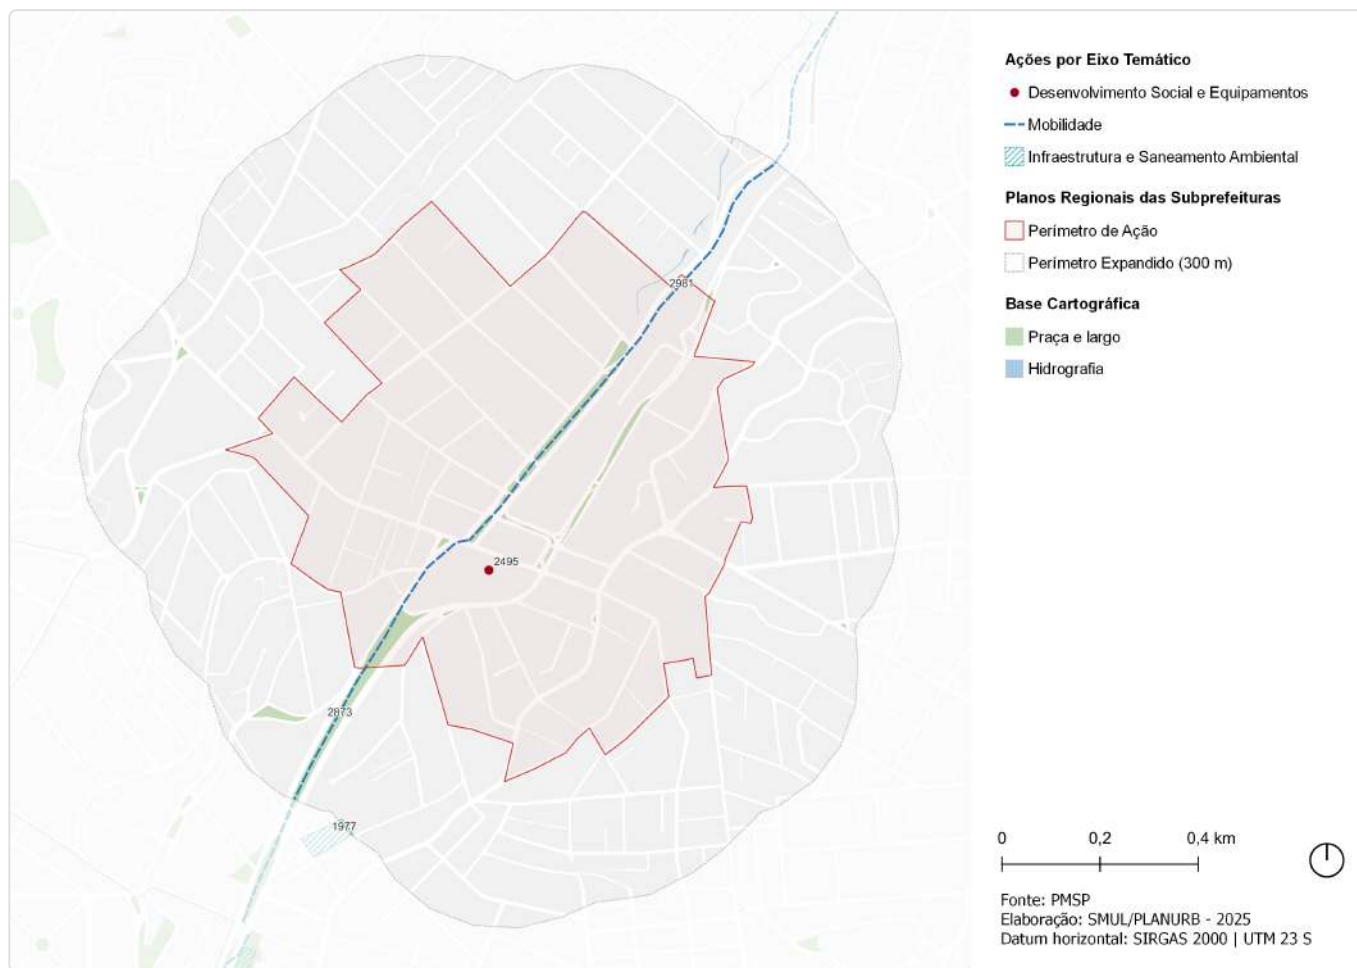 Ações por Eixo Temático
Desenvolvimento Social e Equipamentos
Mobilidade
Infraestrutura e Saneamento Ambiental
Planos Regionais das Subprefeituras
Perímetro de Ação
Perímetro Expandido (300 m)
Base Cartográfica
Praça e largo
Hidrografia
2981
2495
2873
1977
0 0,2 0,4 km
Fonte: PMSP
Elaboração: SMUL/PLANURB - 2025
Datum horizontal: SIRGAS 2000 | UTM 23 S